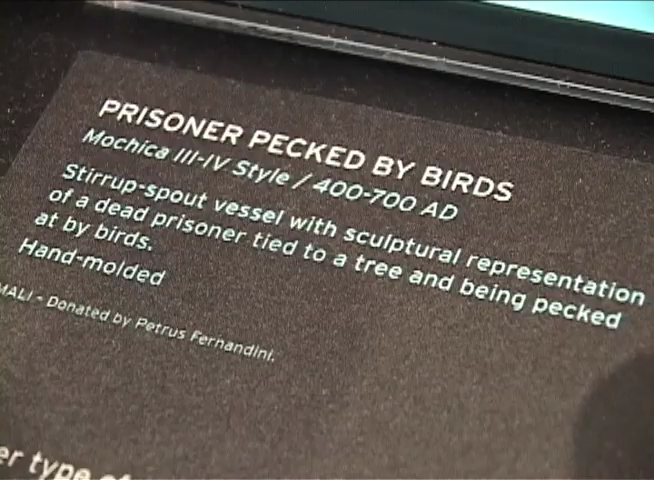 PRISONER PECKED BY BIRDS
Mochica III-IV Style / 400-700 AD
Stirrup-spout vessel with sculptural representation
of a dead prisoner tied to a tree and being pecked
at by birds.
Hand-molded
MALI - Donated by Petrus Fernandini.
type